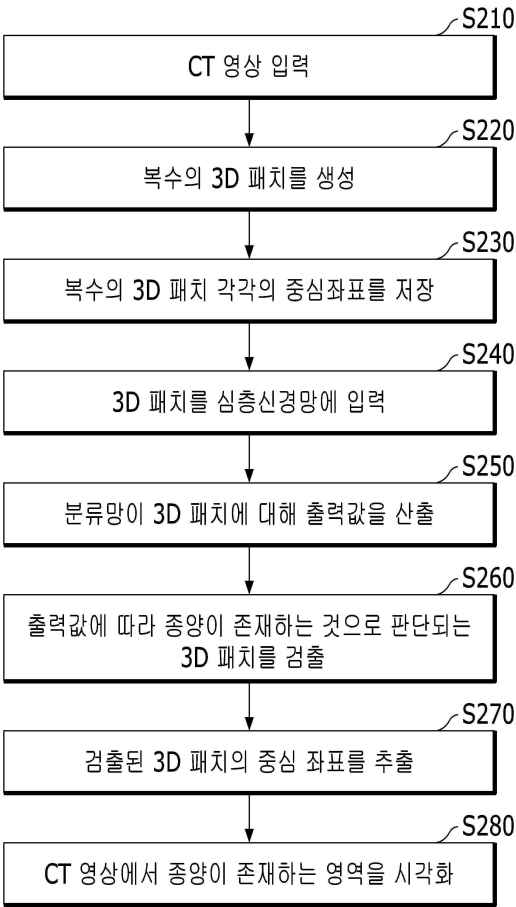 S210
CT 영상 입력
S220
복수의 3D 패치를 생성
S230
복수의 3D 패치 각각의 중심좌표를 저장
S240
3D 패치를 심층신경망에 입력
S250
분류망이 3D 패치에 대해 출력값을 산출
S260
출력값에 따라 종양이 존재하는 것으로 판단되는
3D 패치를 검출
S270
검출된 3D 패치의 중심 좌표를 추출
S280
CT 영상에서 종양이 존재하는 영역을 시각화